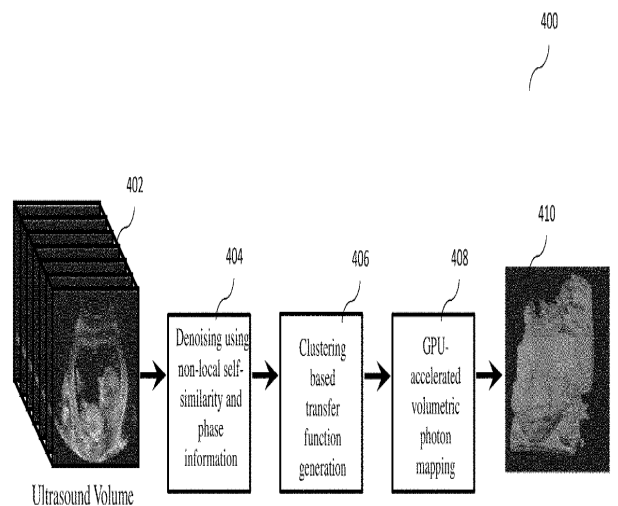 400
402
404
406
408
410
Denoising using
non-local self-
similarity and
phase
information
Clustering
based
transfer
function
generation
GPU-
accelerated
volumetric
photon
mapping
Ultrasound Volume